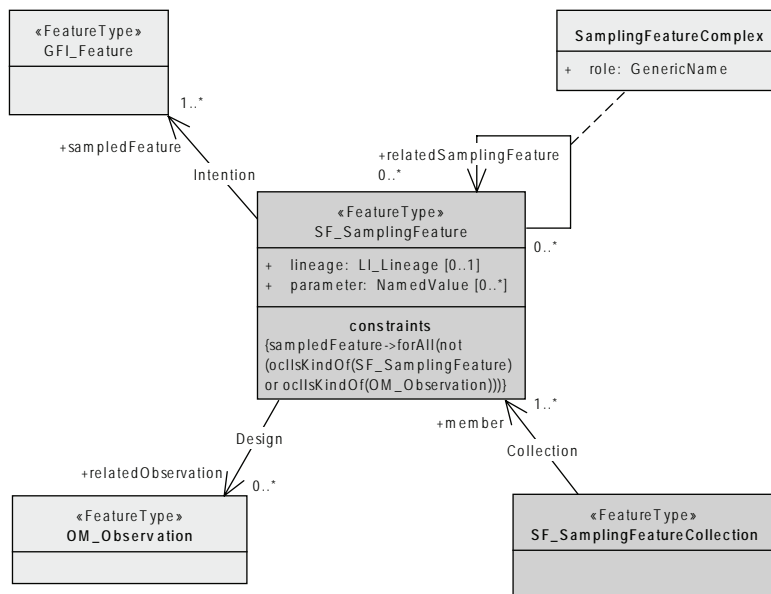 «FeatureType»
GFI_Feature
SamplingFeatureComplex
+ role: GenericName
1..*
+sampledFeature
Intention
+relatedSamplingFeature
0..*
«FeatureType»
SF_SamplingFeature
0..*
+ lineage: LI_Lineage [0..1]
+ parameter: NamedValue [0..*]
constraints
{sampledFeature->forAll(not
(oclIsKindOf(SF_SamplingFeature)
or oclIsKindOf(OM_Observation)))}
1..*
+member
Design
Collection
+relatedObservation
0..*
«FeatureType»
OM_Observation
«FeatureType»
SF_SamplingFeatureCollection